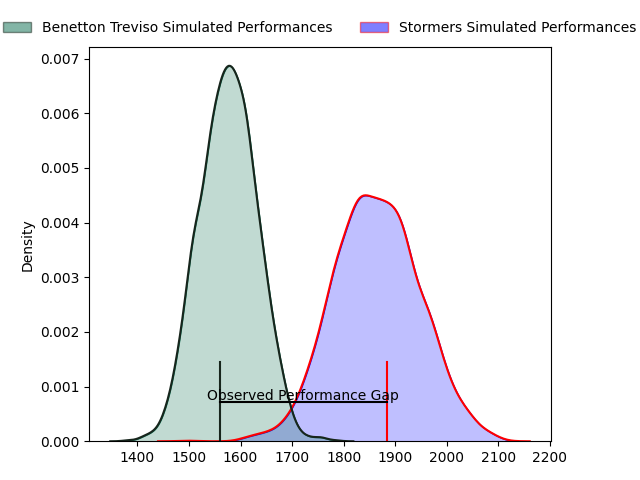 Benetton Treviso Simulated Performances Stormers Simulated Performances
0.007
0.006
0.005
0.004
0.003
0.002
0.001
0.000
Density
Observed Performance Gap
1400 1500 1600 1700 1800 1900 2000 2100 2200